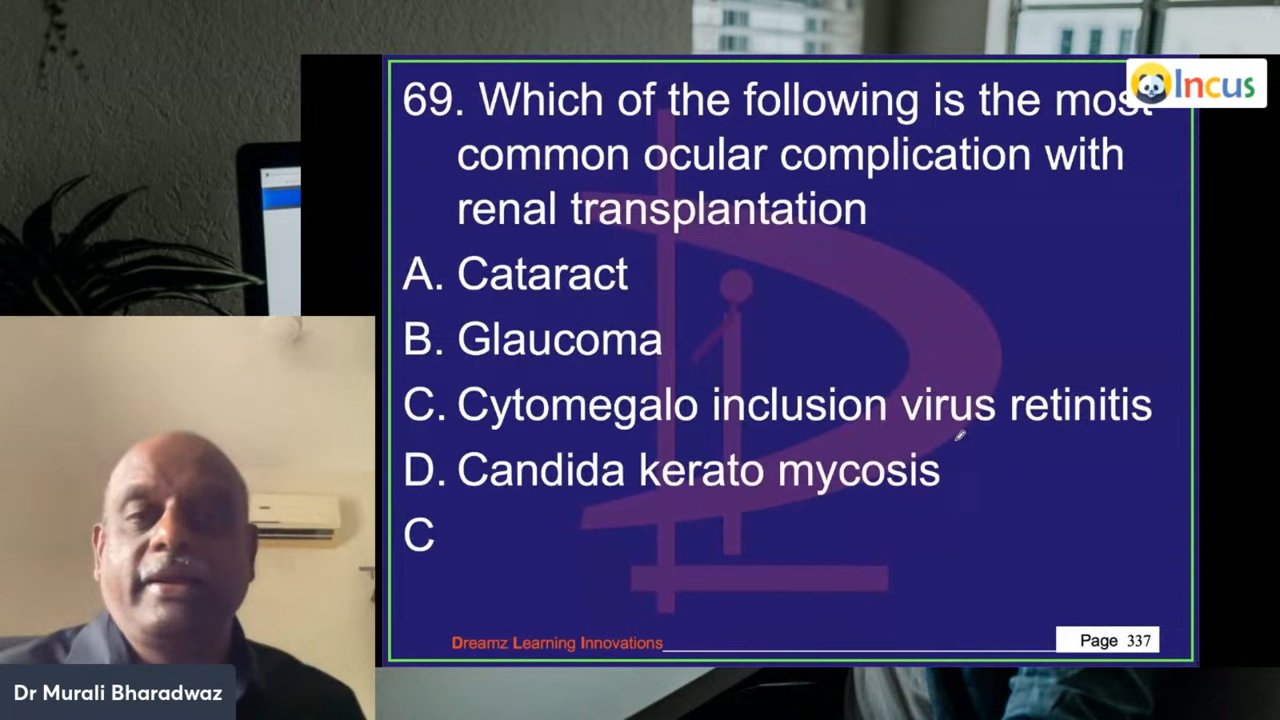 Incus
69. Which of the following is the most
common ocular complication with
renal transplantation
A. Cataract
B. Glaucoma
C. Cytomegalo inclusion virus retinitis
D. Candida kerato mycosis
C
Dreamz Learning Innovations
Page 337
Dr Murali Bharadwaz